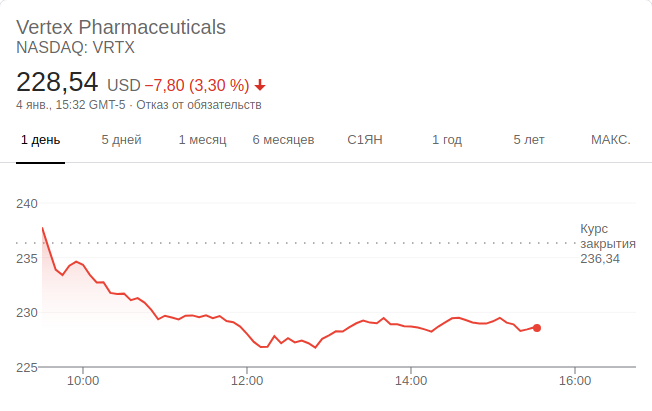 Vertex Pharmaceuticals
NASDAQ: VRTX
228,54 USD −7,80 (3,30 %)
4 янв., 15:32 GMT-5 · Отказ от обязательств
1 день 5 дней 1 месяц 6 месяцев С1ЯН 1 год 5 лет МАКС.
240
235
230
225
Курс
закрытия
236,34
10:00 12:00 14:00 16:00